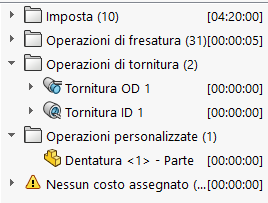 Imposta (10) [04:20:00]
Operazioni di fresatura (31)[00:00:05]
Operazioni di tornitura (2)
Tornitura OD 1 [00:00:00]
Tornitura ID 1 [00:00:00]
Operazioni personalizzate (1)
Dentatura <1> - Parte [00:00:00]
Nessun costo assegnato (...[00:00:00]